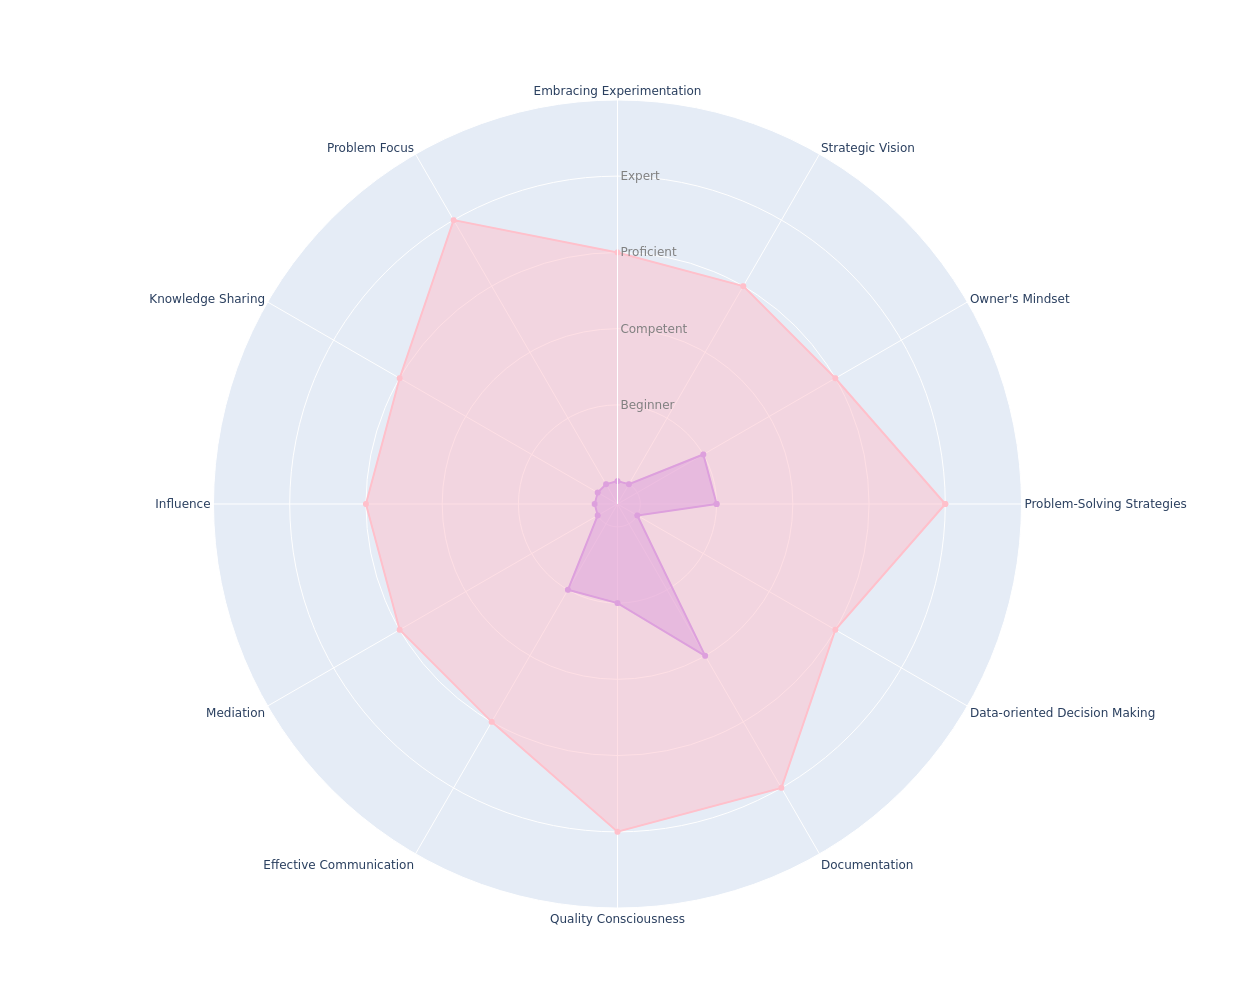 Embracing Experimentation
Problem Focus
Strategic Vision
Expert
Proficient
Knowledge Sharing
Owner's Mindset
Competent
Beginner
Influence
Problem-Solving Strategies
Mediation
Data-oriented Decision Making
Effective Communication
Documentation
Quality Consciousness